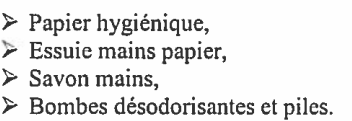 ➢ Papier hygiénique,
➢ Essuie mains papier,
➢ Savon mains,
➢ Bombes désodorisantes et piles.